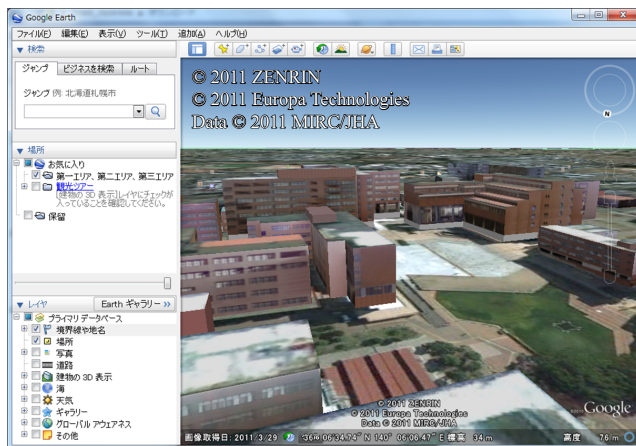 Google Earth
ファイル(F) 編集(E) 表示(V) ツール(T) 追加(A) ヘルプ(H)
▼ 検索
ジャンプ ビジネスを検索 ルート
ジャンプ 例: 北海道札幌市
▼ 場所
お気に入り
第一エリア、第二エリア、第三エリア
観光ツアー
[建物の 3D 表示]レイヤにチェックが
入っていることを確認してください。
保留
▼ レイヤ Earth ギャラリー >>
プライマリ データベース
境界線や地名
場所
写真
道路
建物の 3D 表示
海
天気
ギャラリー
グローバル アウェアネス
その他
© 2011 ZENRIN
© 2011 Europa Technologies
Data © 2011 MIRC/JHA
N
© 2011 ZENRIN
© 2011 Europa Technologies
Data © 2011 MIRC/JHA
Google
画像取得日: 2011/3/29 36° 06'34.74" N 140° 06'06.47" E 標高 34 m 高度 76 m